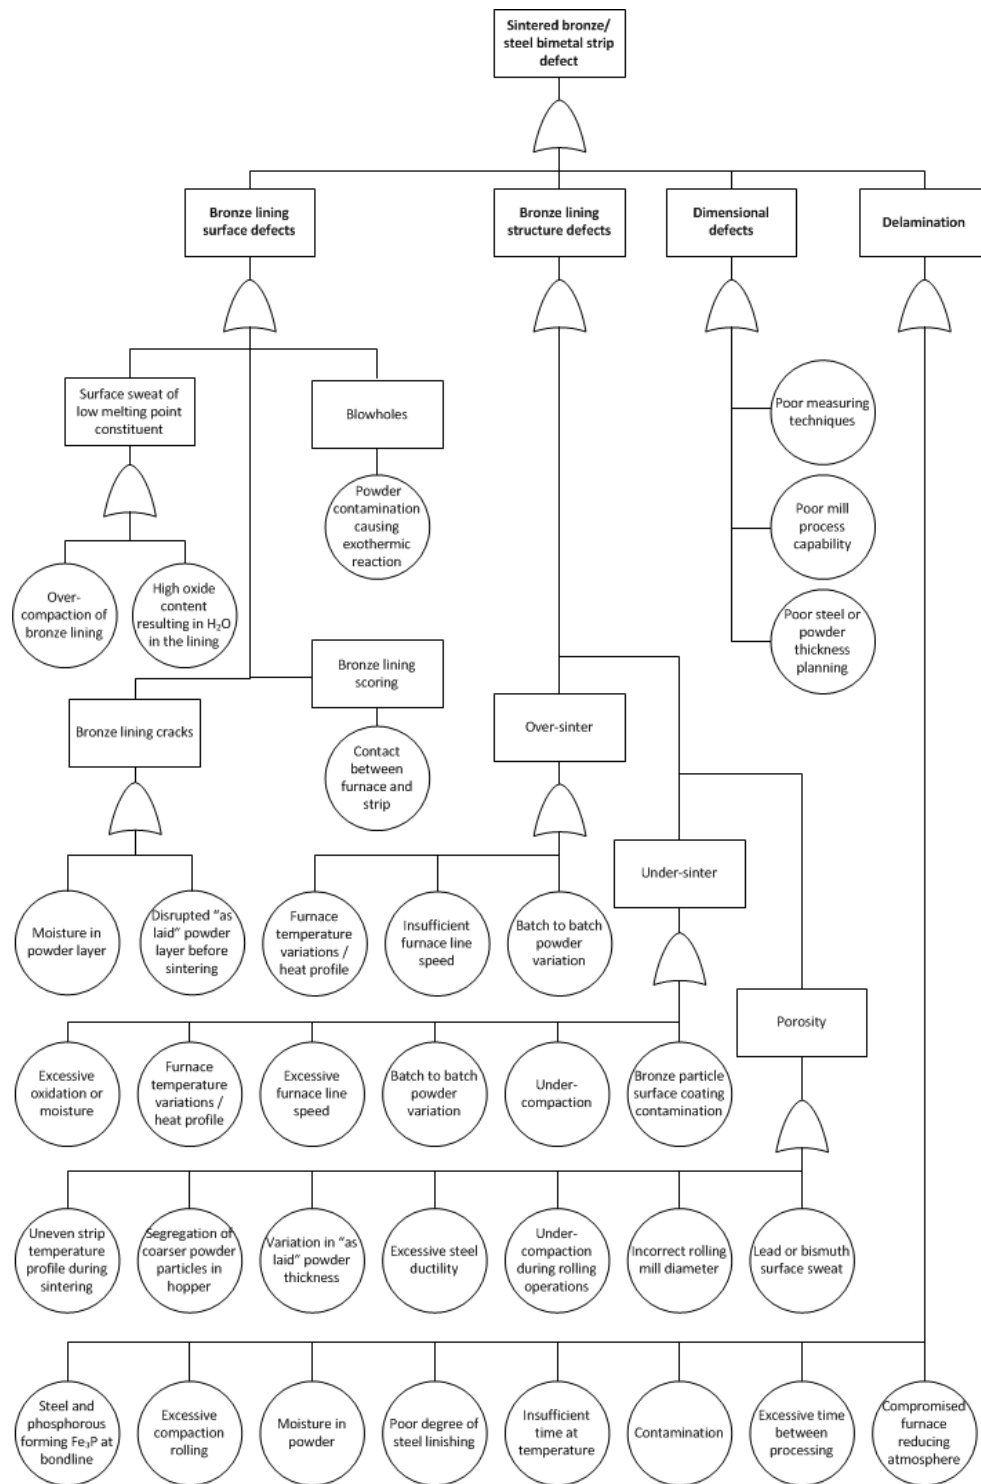 Sintered bronze/
steel bimetal strip
defect
Bronze lining
surface defects
Bronze lining
structure defects
Dimensional
defects
Delamination
Surface sweat of
low melting point
constituent
Blowholes
Poor measuring
techniques
Powder
contamination
causing
exothermic
reaction
Poor mill
process
capability
Over-
compaction of
bronze lining
High oxide
content
resulting in H₂O
in the lining
Poor steel or
powder
thickness
planning
Bronze lining
scoring
Bronze lining cracks
Over-sinter
Contact
between
furnace and
strip
Under-sinter
Moisture in
powder layer
Disrupted “as
laid” powder
layer before
sintering
Furnace
temperature
variations /
heat profile
Insufficient
furnace line
speed
Batch to batch
powder
variation
Porosity
Excessive
oxidation or
moisture
Furnace
temperature
variations /
heat profile
Excessive
furnace line
speed
Batch to batch
powder
variation
Under-
compaction
Bronze particle
surface coating
contamination
Uneven strip
temperature
profile during
sintering
Segregation of
coarser powder
particles in
hopper
Variation in “as
laid” powder
thickness
Excessive steel
ductility
Under-
compaction
during rolling
operations
Incorrect rolling
mill diameter
Lead or bismuth
surface sweat
Steel and
phosphorous
forming Fe₃P at
bondline
Excessive
compaction
rolling
Moisture in
powder
Poor degree of
steel linishing
Insufficient
time at
temperature
Contamination
Excessive time
between
processing
Compromised
furnace
reducing
atmosphere